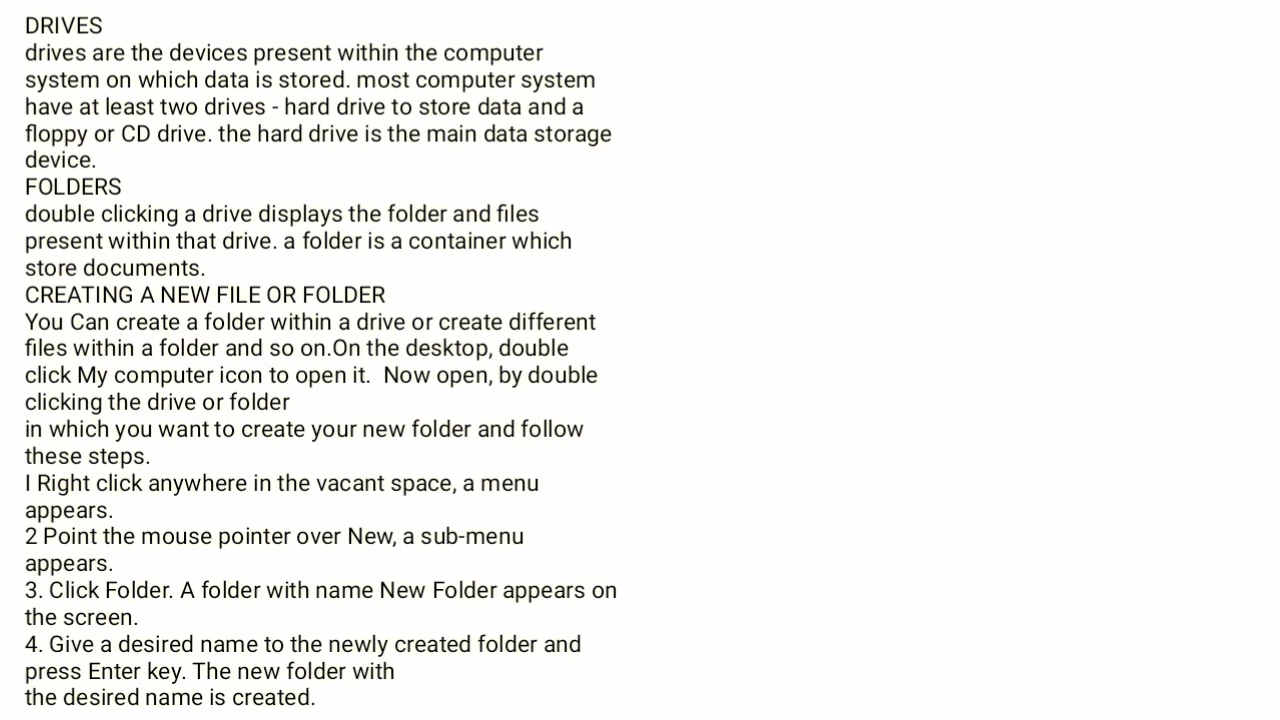 DRIVES
drives are the devices present within the computer
system on which data is stored. most computer system
have at least two drives - hard drive to store data and a
floppy or CD drive. the hard drive is the main data storage
device.
FOLDERS
double clicking a drive displays the folder and files
present within that drive. a folder is a container which
store documents.
CREATING A NEW FILE OR FOLDER
You Can create a folder within a drive or create different
files within a folder and so on.On the desktop, double
click My computer icon to open it.  Now open, by double
clicking the drive or folder
in which you want to create your new folder and follow
these steps.
I Right click anywhere in the vacant space, a menu
appears.
2 Point the mouse pointer over New, a sub-menu
appears.
3. Click Folder. A folder with name New Folder appears on
the screen.
4. Give a desired name to the newly created folder and
press Enter key. The new folder with
the desired name is created.